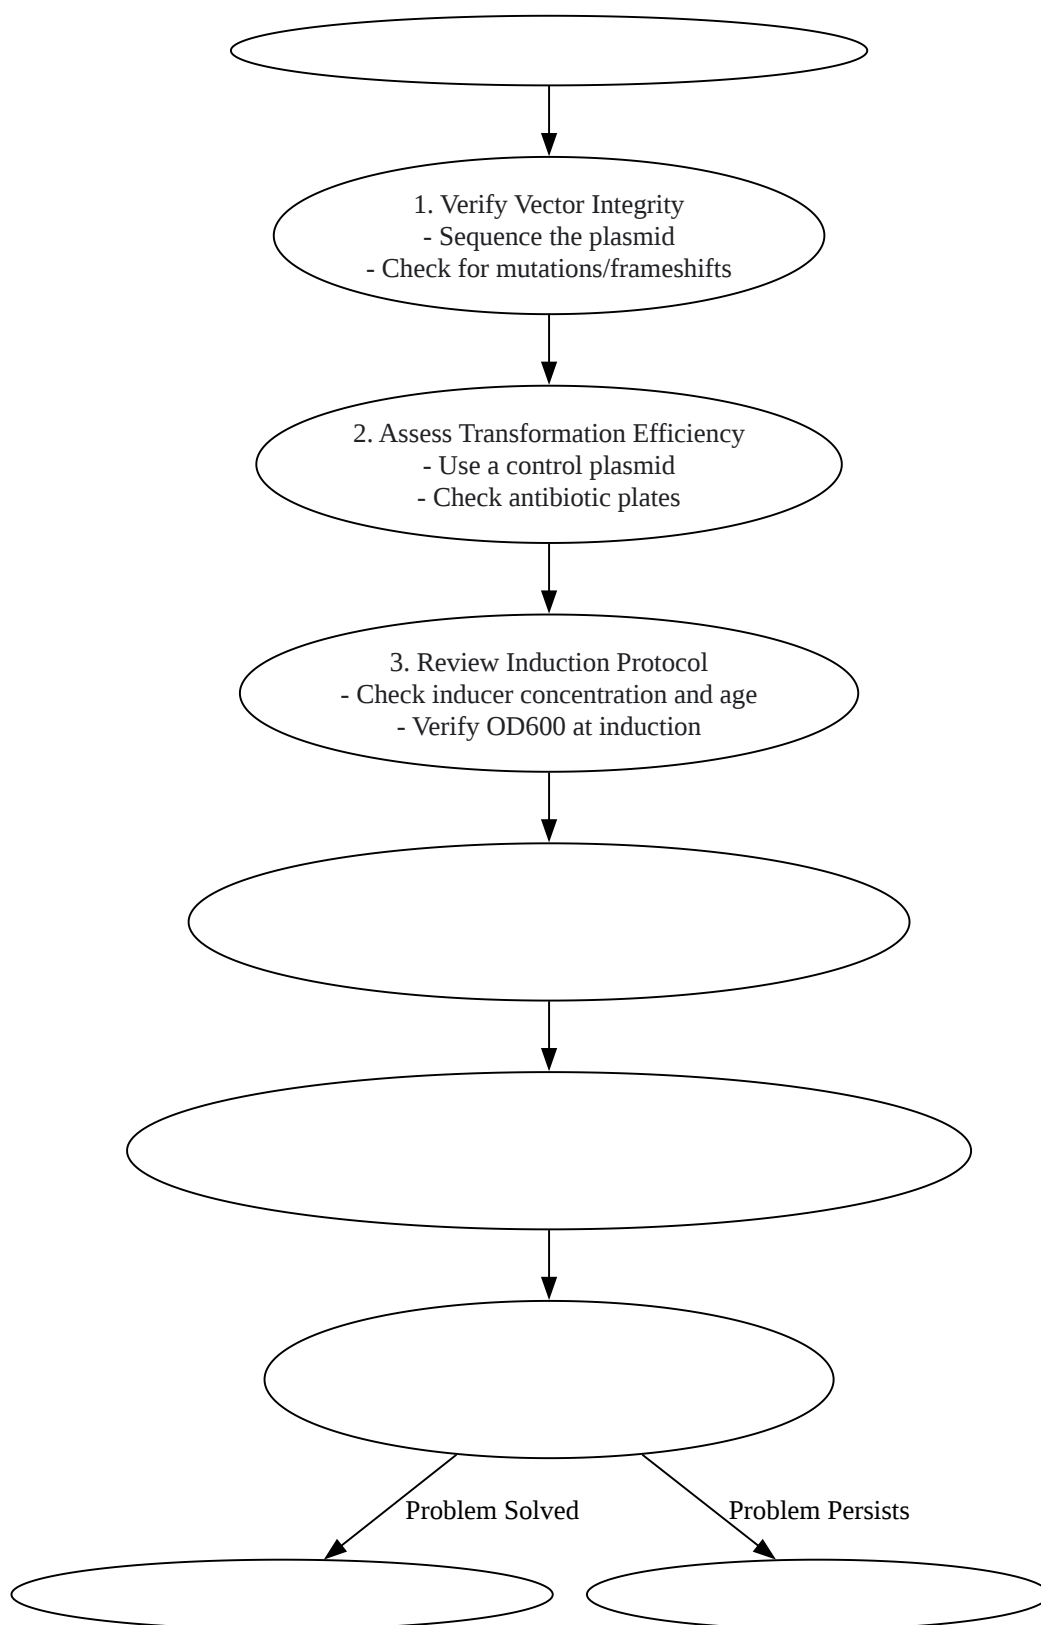 1. Verify Vector Integrity
- Sequence the plasmid
- Check for mutations/frameshifts
2. Assess Transformation Efficiency
- Use a control plasmid
- Check antibiotic plates
3. Review Induction Protocol
- Check inducer concentration and age
- Verify OD600 at induction
Problem Solved
Problem Persists